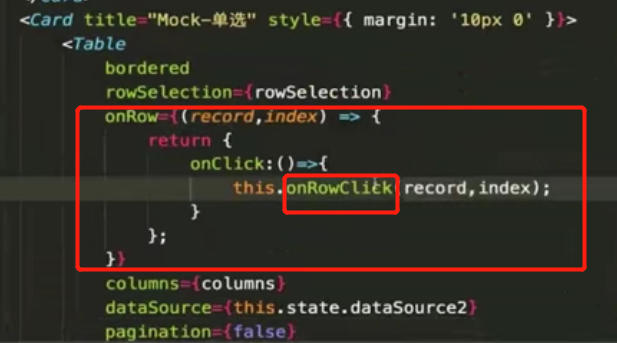 </Card>
<Card title="Mock-单选" style={{ margin: '10px 0' }}>
<Table
bordered
rowSelection={rowSelection}
onRow={(record,index) => {
return {
onClick:()=>{
this.onRowClick(record,index);
}
};
}}
columns={columns}
dataSource={this.state.dataSource2}
pagination={false}